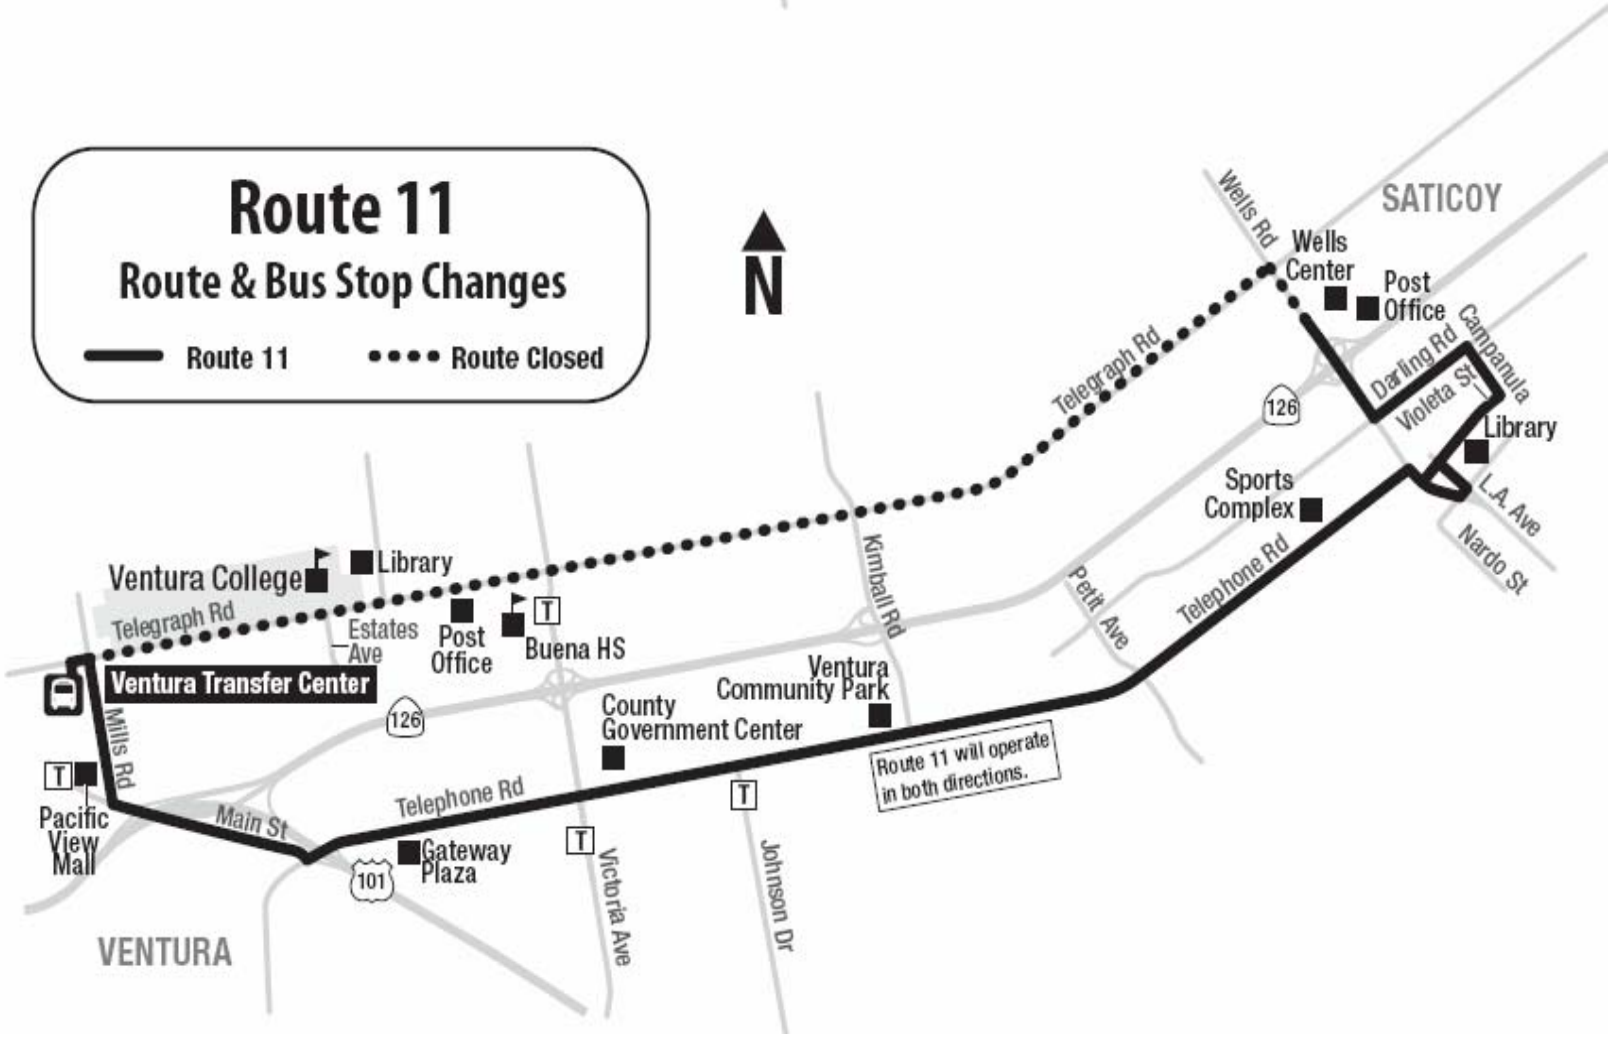 Route 11
Route & Bus Stop Changes
Route 11
Route Closed
N
SATICOY
Wells Rd
Wells
Center
Post
Office
Campanula
Darling Rd
Violeta St
Library
Telegraph Rd
126
Sports
Complex
L.A. Ave
Nardo St
Telephone Rd
Petit Ave
Kimball Rd
Ventura College
Library
Telegraph Rd
Estates
Ave
Post
Office
T
Buena HS
Ventura Transfer Center
126
Ventura
Community Park
County
Government Center
Route 11 will operate
in both directions.
Mills Rd
T
Pacific
View
Mall
Main St
Telephone Rd
T
T
Gateway
Plaza
101
Victoria Ave
Johnson Dr
VENTURA